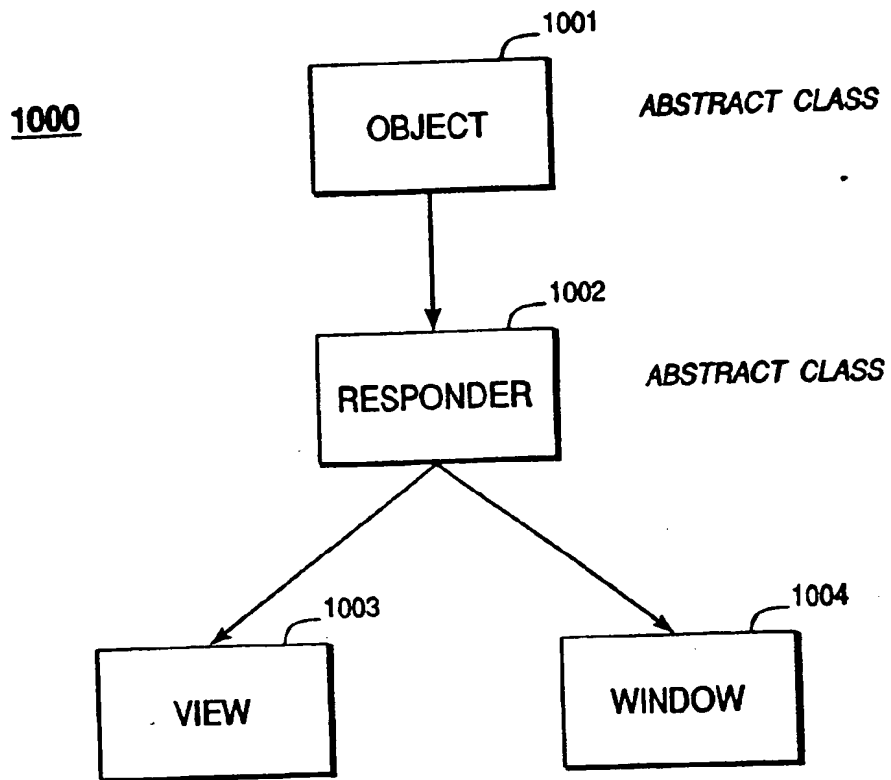 1001
1000
OBJECT
ABSTRACT CLASS
1002
RESPONDER
ABSTRACT CLASS
1003
1004
VIEW
WINDOW